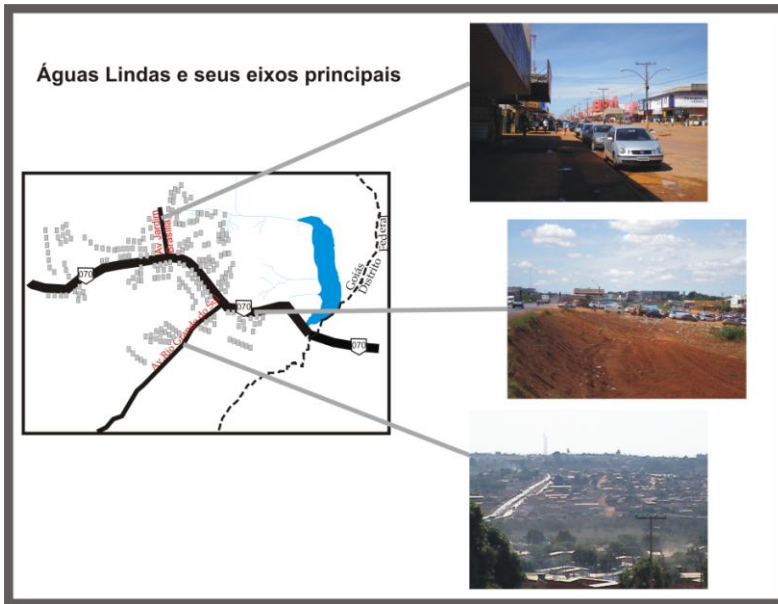 Águas Lindas e seus eixos principais
Av Jardim
Brasília
070
Av Rio Grande do Sul
070
070
Goiás
Distrito Federal